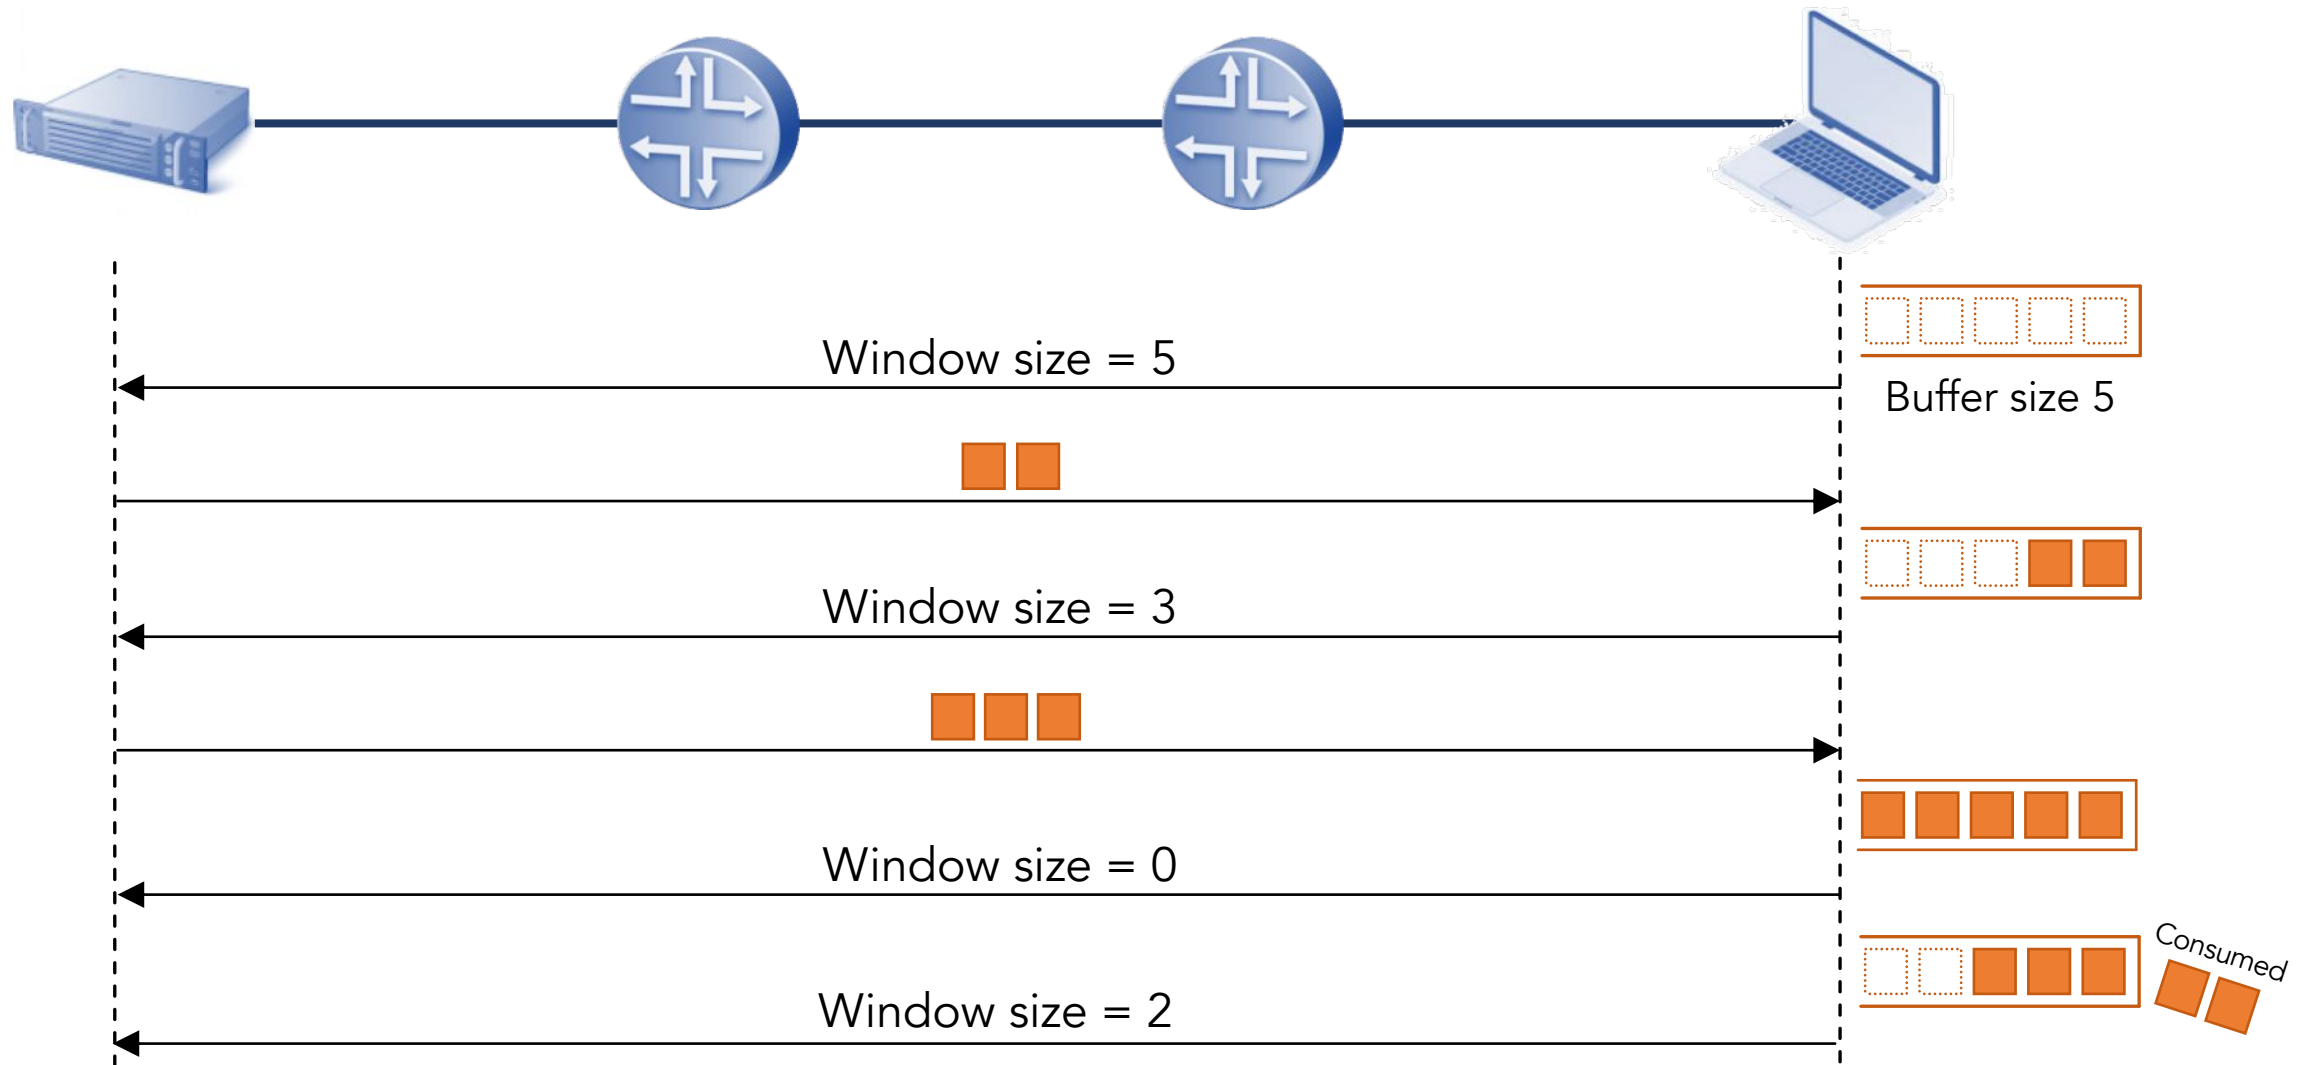 Window size = 5
Buffer size 5
Window size = 3
Window size = 0
Consumed
Window size = 2